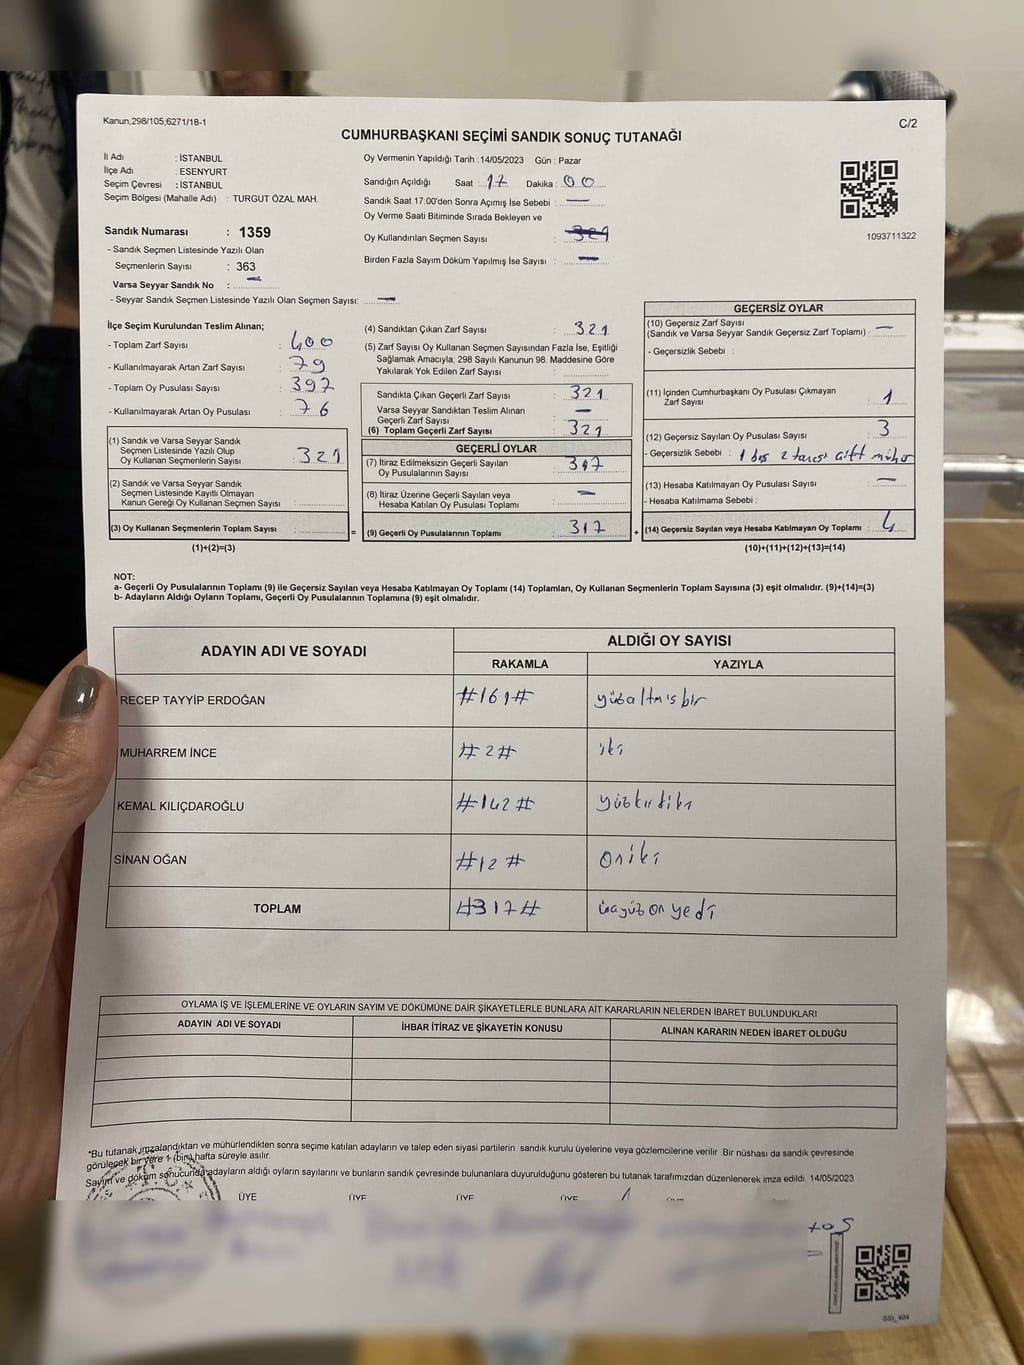 Kanun;298/105;6271/18-1
C/2
CUMHURBAŞKANI SEÇİMİ SANDIK SONUÇ TUTANAĞI
İl Adı : İSTANBUL
İlçe Adı : ESENYURT
Seçim Çevresi : İSTANBUL
Seçim Bölgesi (Mahalle Adı) : TURGUT ÖZAL MAH.
Sandık Numarası : 1359
- Sandık Seçmen Listesinde Yazılı Olan
Seçmenlerin Sayısı : 363
Varsa Seyyar Sandık No : —
- Seyyar Sandık Seçmen Listesinde Yazılı Olan Seçmen Sayısı: —
Oy Vermenin Yapıldığı Tarih :14/05/2023 Gün : Pazar
Sandığın Açıldığı Saat : 17 Dakika : 00
Sandık Saat 17.00'den Sonra Açımış İse Sebebi : —
Oy Verme Saati Bitiminde Sırada Bekleyen ve
Oy Kullandırılan Seçmen Sayısı : 321
Birden Fazla Sayım Döküm Yapılmış İse Sayısı : —
1093711322
İlçe Seçim Kurulundan Teslim Alınan;
- Toplam Zarf Sayısı : 400
- Kullanılmayarak Artan Zarf Sayısı : 79
- Toplam Oy Pusulası Sayısı : 397
- Kullanılmayarak Artan Oy Pusulası : 76
(1) Sandık ve Varsa Seyyar Sandık
Seçmen Listesinde Yazılı Olup
Oy Kullanan Seçmenlerin Sayısı : 321
(2) Sandık ve Varsa Seyyar Sandık
Seçmen Listesinde Kayıtlı Olmayan
Kanun Gereği Oy Kullanan Seçmen Sayısı :
(3) Oy Kullanan Seçmenlerin Toplam Sayısı : =
(1)+(2)=(3)
(4) Sandıktan Çıkan Zarf Sayısı : 321
(5) Zarf Sayısı Oy Kullanan Seçmen Sayısından Fazla İse, Eşitliği
Sağlamak Amacıyla; 298 Sayılı Kanunun 98. Maddesine Göre
Yakılarak Yok Edilen Zarf Sayısı :
Sandıkta Çıkan Geçerli Zarf Sayısı : 321
Varsa Seyyar Sandıktan Teslim Alınan
Geçerli Zarf Sayısı : —
(6) Toplam Geçerli Zarf Sayısı : 321
GEÇERLİ OYLAR
(7) İtiraz Edilmeksizin Geçerli Sayılan
Oy Pusulalarının Sayısı : 317
(8) İtiraz Üzerine Geçerli Sayılan veya
Hesaba Katılan Oy Pusulası Toplamı : —
(9) Geçerli Oy Pusulalarının Toplamı : 317 +
GEÇERSİZ OYLAR
(10) Geçersiz Zarf Sayısı
(Sandık ve Varsa Seyyar Sandık Geçersiz Zarf Toplamı) : —
- Geçersizlik Sebebi :
(11) İçinden Cumhurbaşkanı Oy Pusulası Çıkmayan
Zarf Sayısı : 1
(12) Geçersiz Sayılan Oy Pusulası Sayısı : 3
- Geçersizlik Sebebi : 1 boş 2 tanesi çift mühür
(13) Hesaba Katılmayan Oy Pusulası Sayısı : —
- Hesaba Katılmama Sebebi :
(14) Geçersiz Sayılan veya Hesaba Katılmayan Oy Toplamı : 4
(10)+(11)+(12)+(13)=(14)
NOT:
a- Geçerli Oy Pusulalarının Toplamı (9) ile Geçersiz Sayılan veya Hesaba Katılmayan Oy Toplamı (14) Toplamları, Oy Kullanan Seçmenlerin Toplam Sayısına (3) eşit olmalıdır. (9)+(14)=(3)
b- Adayların Aldığı Oyların Toplamı, Geçerli Oy Pusulalarının Toplamına (9) eşit olmalıdır.
ADAYIN ADI VE SOYADI
ALDIĞI OY SAYISI
RAKAMLA YAZIYLA
RECEP TAYYİP ERDOĞAN #161# yüzaltmışbir
MUHARREM İNCE #2# iki
KEMAL KILIÇDAROĞLU #142# yüzkırkiki
SİNAN OĞAN #12# oniki
TOPLAM #317# üçyüzonyedi
OYLAMA İŞ VE İŞLEMLERİNE VE OYLARIN SAYIM VE DÖKÜMÜNE DAİR ŞİKAYETLERLE BUNLARA AİT KARARLARIN NELERDEN İBARET BULUNDUKLARI
ADAYIN ADI VE SOYADI İHBAR İTİRAZ VE ŞİKAYETİN KONUSU ALINAN KARARIN NEDEN İBARET OLDUĞU
*Bu tutanak imzalandıktan ve mühürlendikten sonra seçime katılan adayların ve talep eden siyasi partilerin sandık kurulu üyelerine veya gözlemcilerine verilir. Bir nüshası da sandık çevresinde
görülecek bir yere 1 (bir) hafta süreyle asılır.
Sayım ve döküm sonucunda adayların aldığı oyların sayılarını ve bunların sandık çevresinde bulunanlara duyurulduğunu gösteren bu tutanak tarafımızdan düzenlenerek imza edildi. 14/05/2023
ÜYE ÜYE ÜYE ÜYE